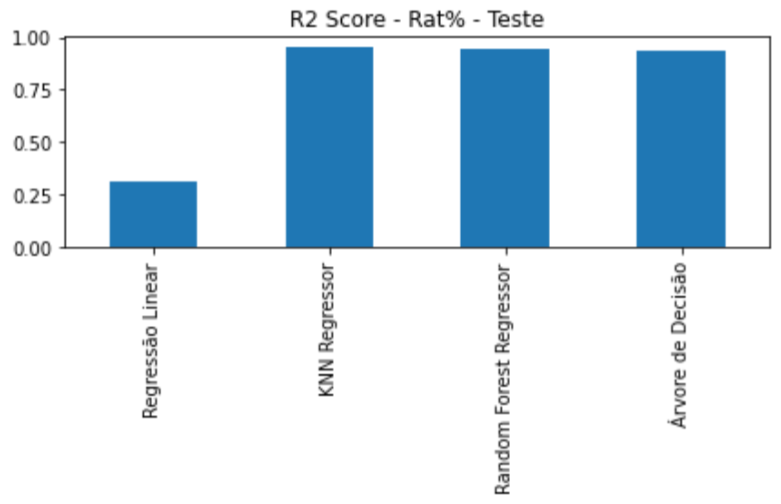 R2 Score - Rat% - Teste
1.00
0.75
0.50
0.25
0.00
Regressão Linear
KNN Regressor
Random Forest Regressor
Árvore de Decisão